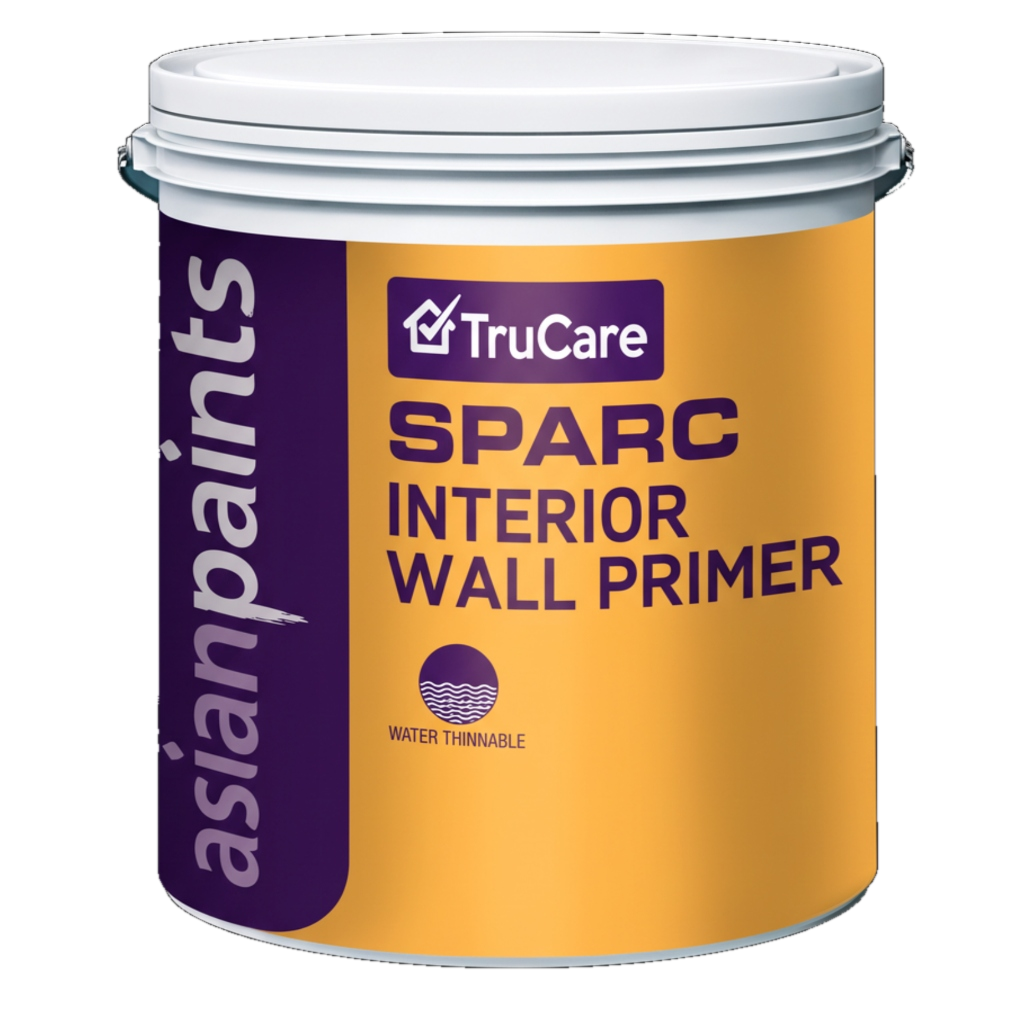 asianpaints
TruCare
SPARC
INTERIOR
WALL PRIMER
WATER THINNABLE